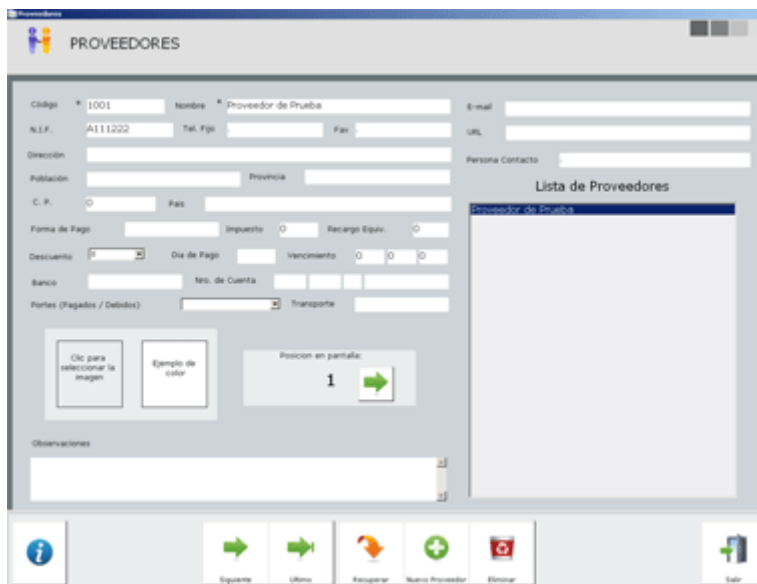 Proveedores
PROVEEDORES
Código * 1001 Nombre * Proveedor de Prueba
E-mail
N.I.F. A111222 Tel. Fijo . Fax .
URL
Dirección
Persona Contacto .
Población Provincia
Lista de Proveedores
C. P. 0 Pais
Proveedor de Prueba
Forma de Pago Impuesto 0 Recargo Equiv. 0
Descuento Dia de Pago Vencimiento 0 0 0
Banco Nro. de Cuenta
Portes (Pagados / Debidos) Transporte
Clic para
seleccionar la
imagen
Ejemplo de
color
Posicion en pantalla:
1
Observaciones
Siguiente Ultimo Recuperar Nuevo Proveedor Eliminar Salir